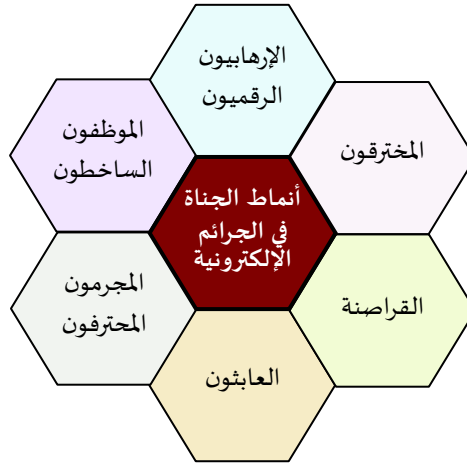 الإرهابيون
الرقميون
المخترقون
القراصنة
العابثون
المجرمون
المحترفون
الموظفون
الساخطون
أنماط الجناة
في الجرائم
الإلكترونية